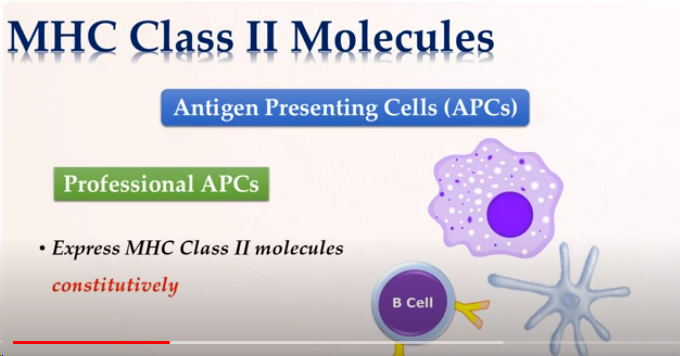 MHC Class II Molecules
Antigen Presenting Cells (APCs)
Professional APCs
• Express MHC Class II molecules
constitutively
B Cell